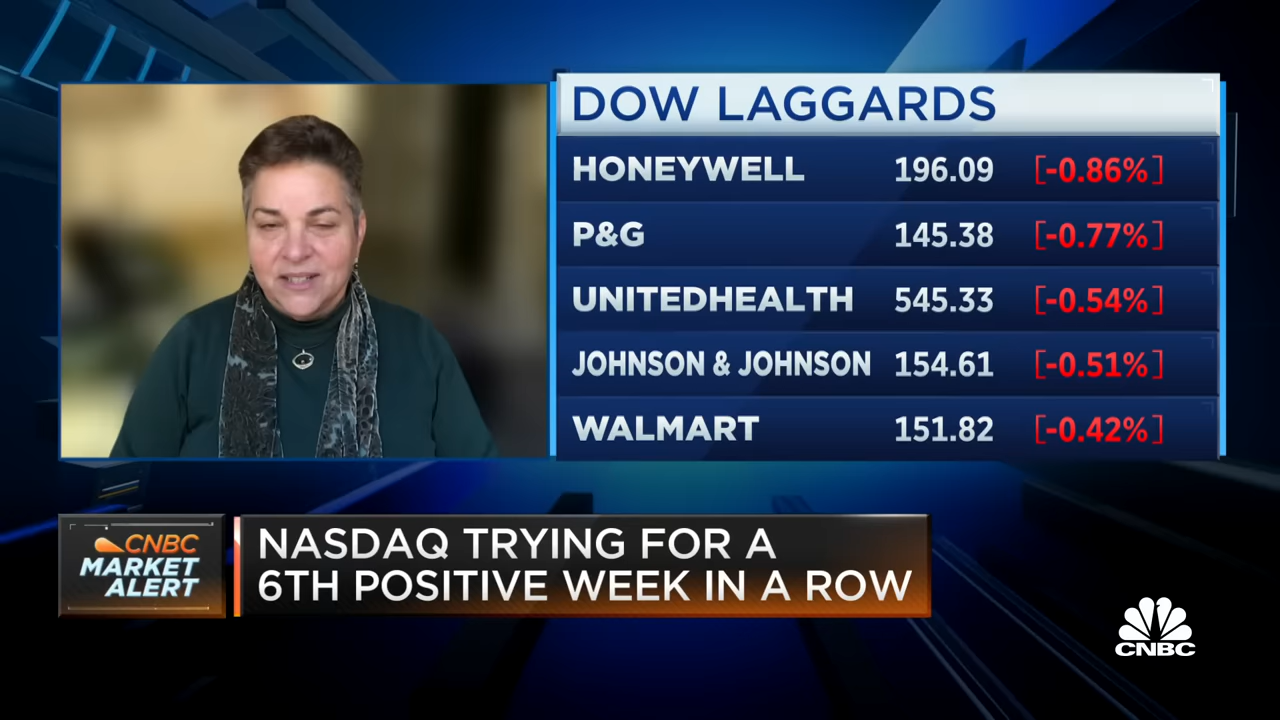 DOW LAGGARDS
HONEYWELL 196.09 [-0.86%]
P&G 145.38 [-0.77%]
UNITEDHEALTH 545.33 [-0.54%]
JOHNSON & JOHNSON 154.61 [-0.51%]
WALMART 151.82 [-0.42%]
CNBC
MARKET
ALERT
NASDAQ TRYING FOR A
6TH POSITIVE WEEK IN A ROW
CNBC